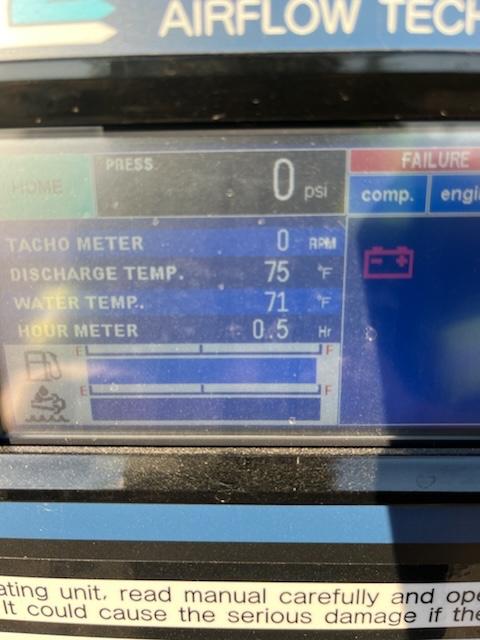 AIRFLOW TECH
HOME
PRESS
0 psi
FAILURE
comp. engi
TACHO METER 0 RPM
DISCHARGE TEMP. 75 °F
WATER TEMP. 71 °F
HOUR METER 0.5 Hr
E F
E F
ating unit, read manual carefully and ope
It could cause the serious damage if the